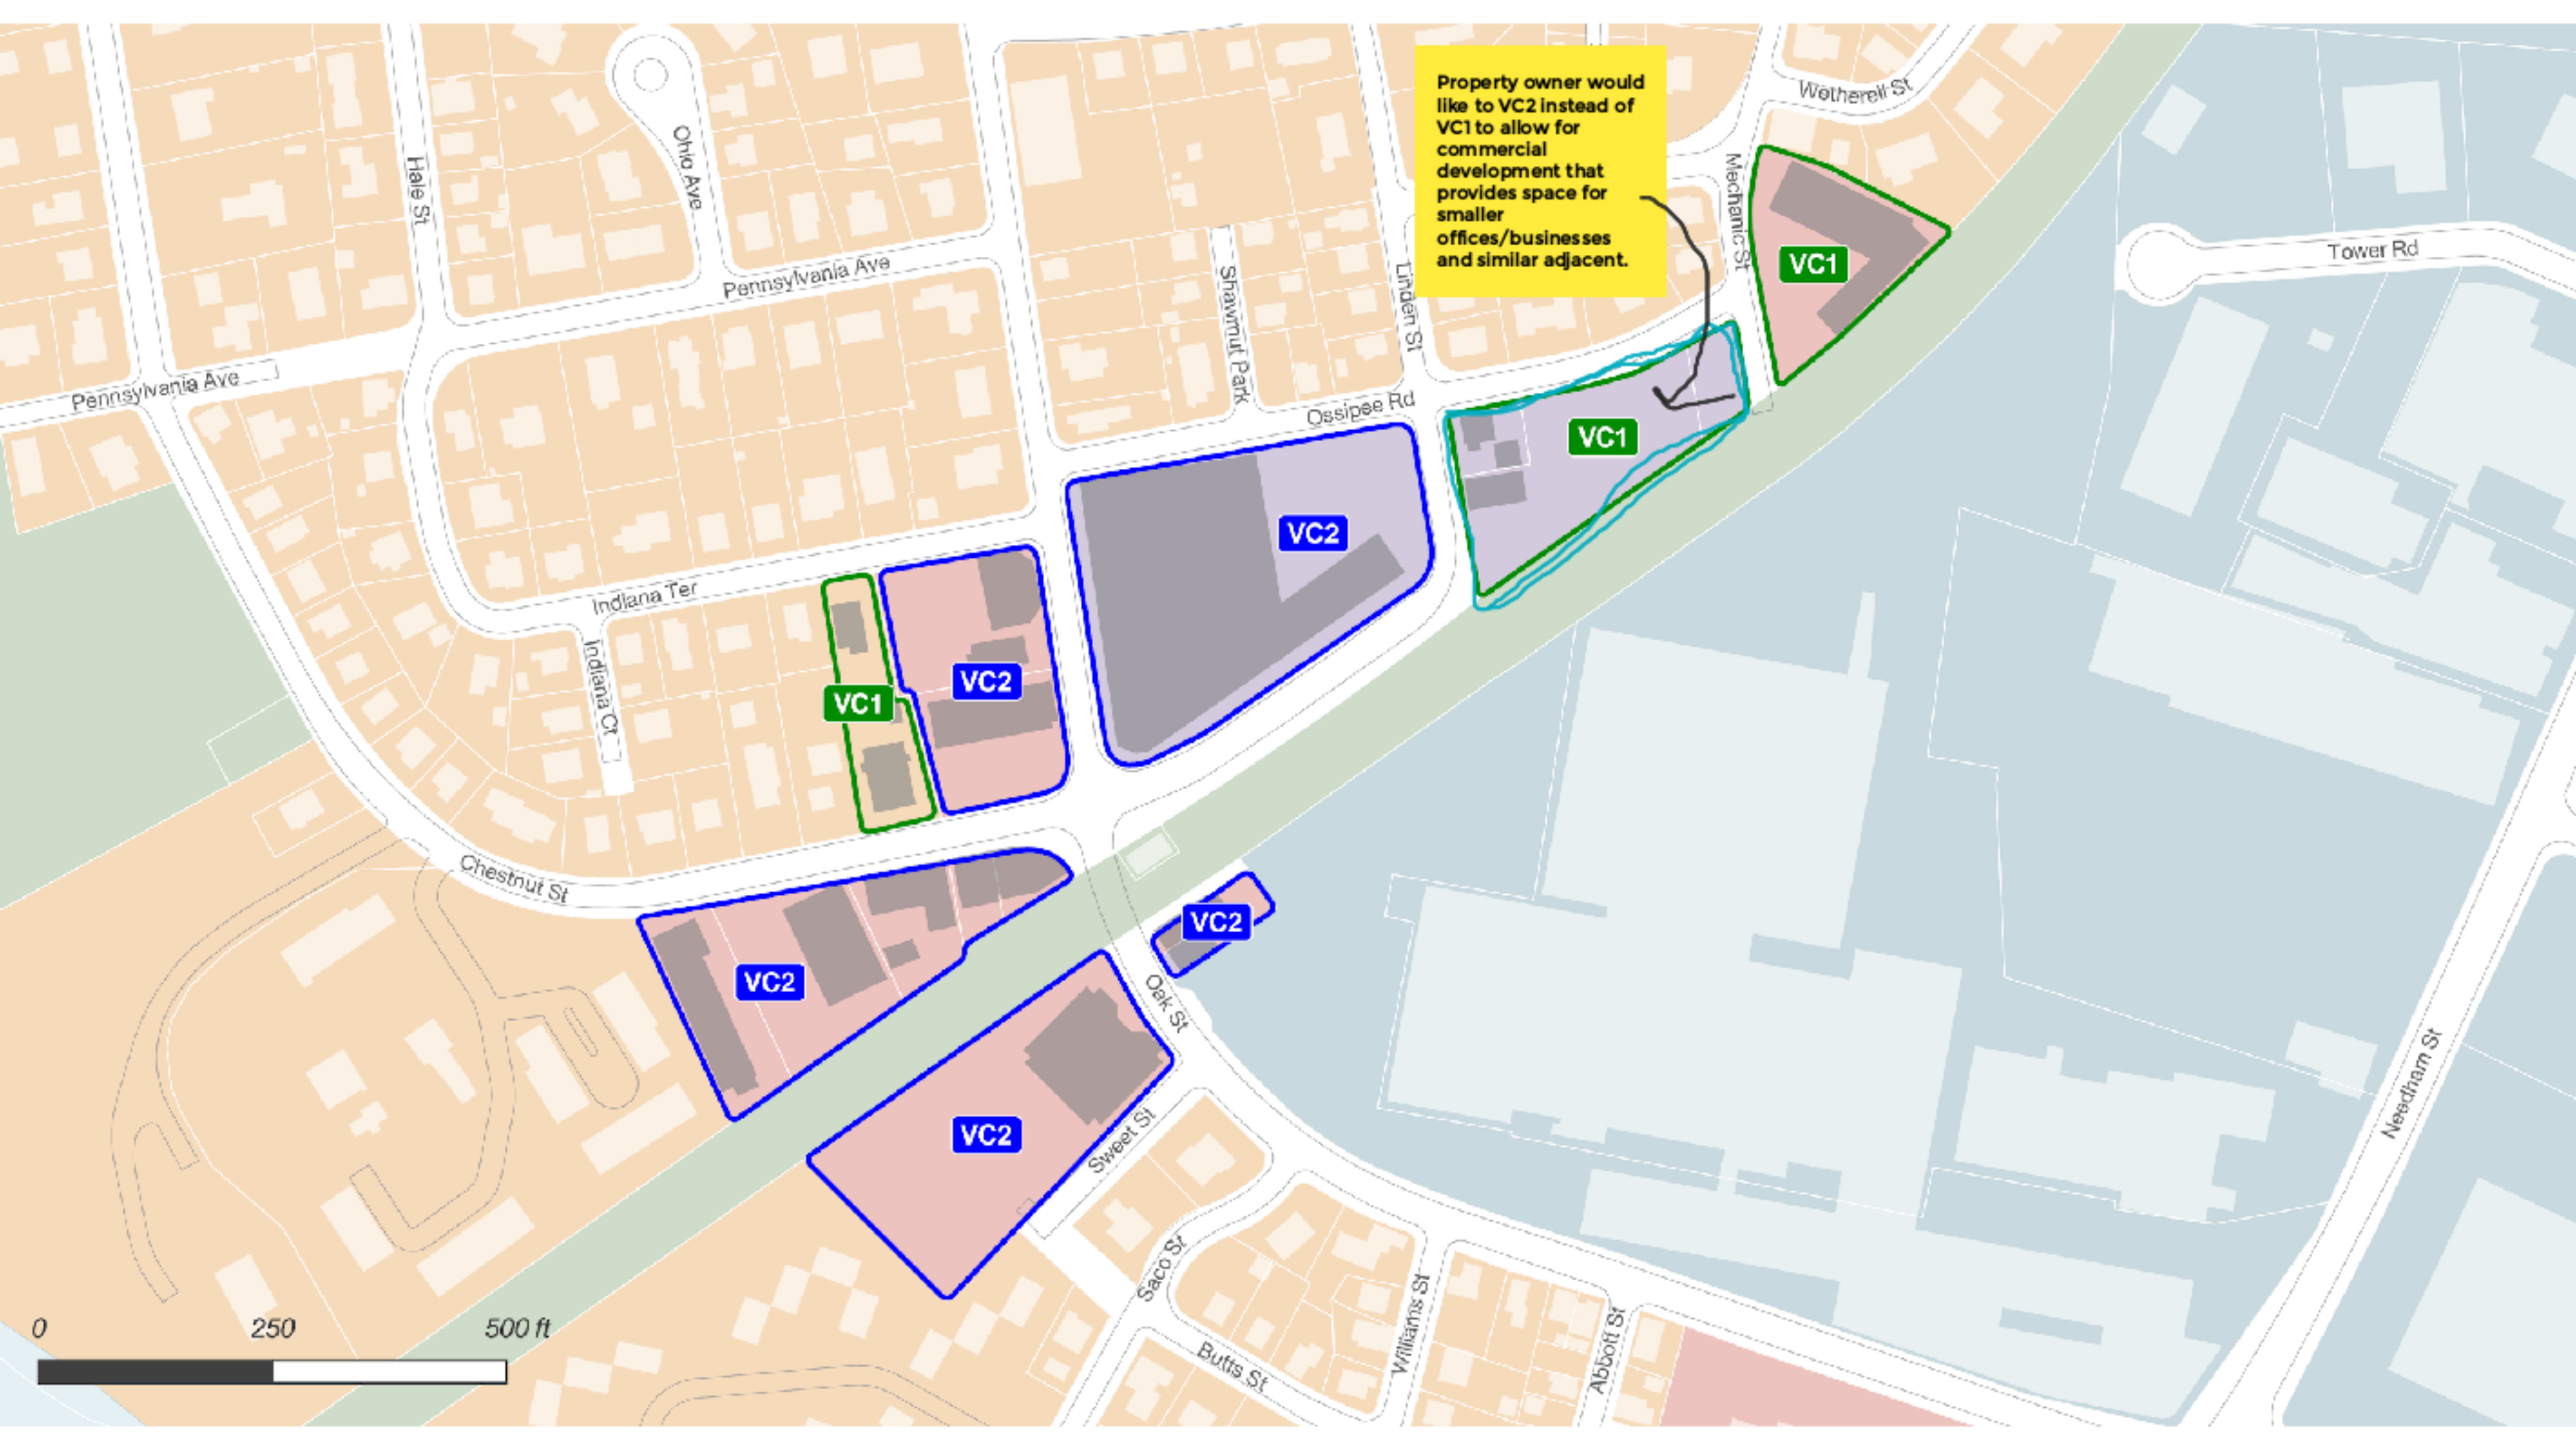 Property owner would
like to VC2 instead of
VC1 to allow for
commercial
development that
provides space for
smaller
offices/businesses
and similar adjacent.
Wetherell St
Hale St
Ohio Ave
Mechanic St
VC1
Tower Rd
Pennsylvania Ave
Shawmut Park
Linden St
Pennsylvania Ave
Ossipee Rd
VC1
VC2
Indiana Ter
Indiana Ct
VC1
VC2
Chestnut St
VC2
VC2
Oak St
Needham St
VC2
Sweet St
Saco St
Williams St
Abbott St
Butts St
0 250 500 ft